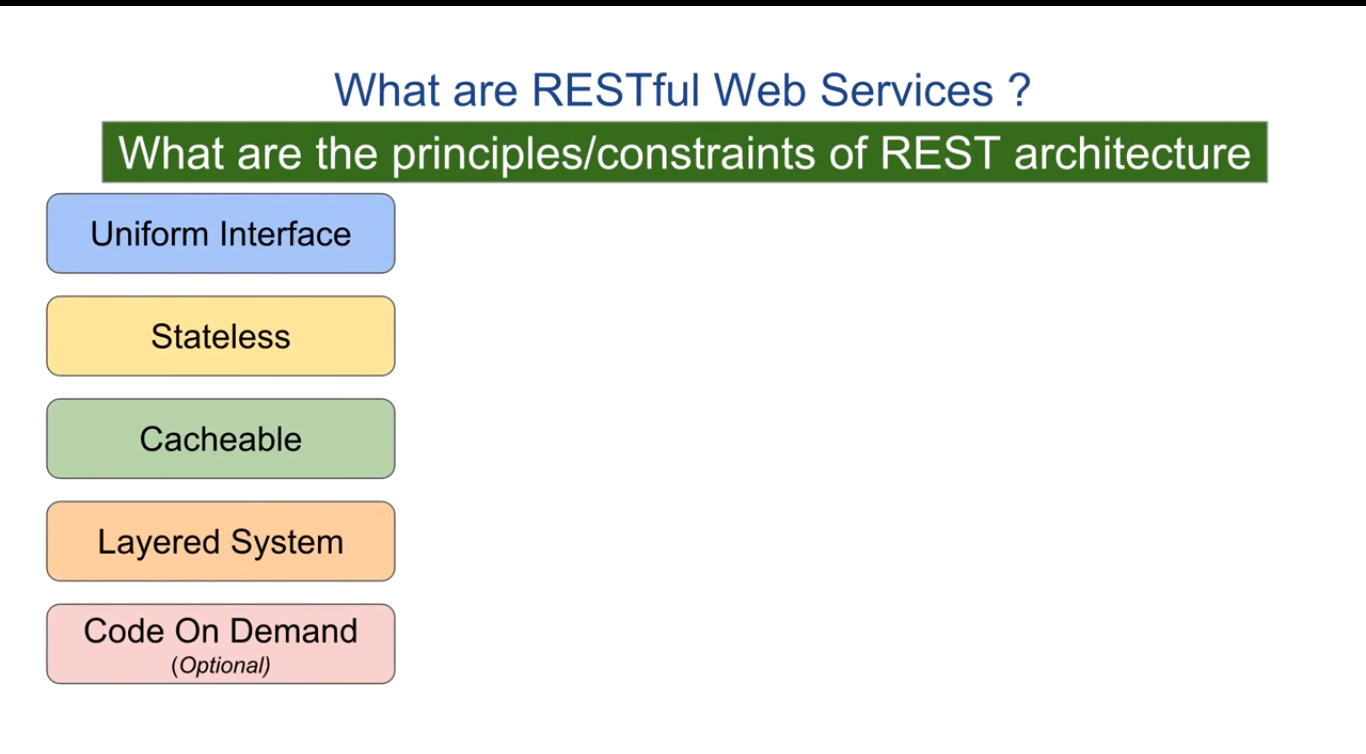 What are RESTful Web Services ?
What are the principles/constraints of REST architecture
Uniform Interface
Stateless
Cacheable
Layered System
Code On Demand
(Optional)